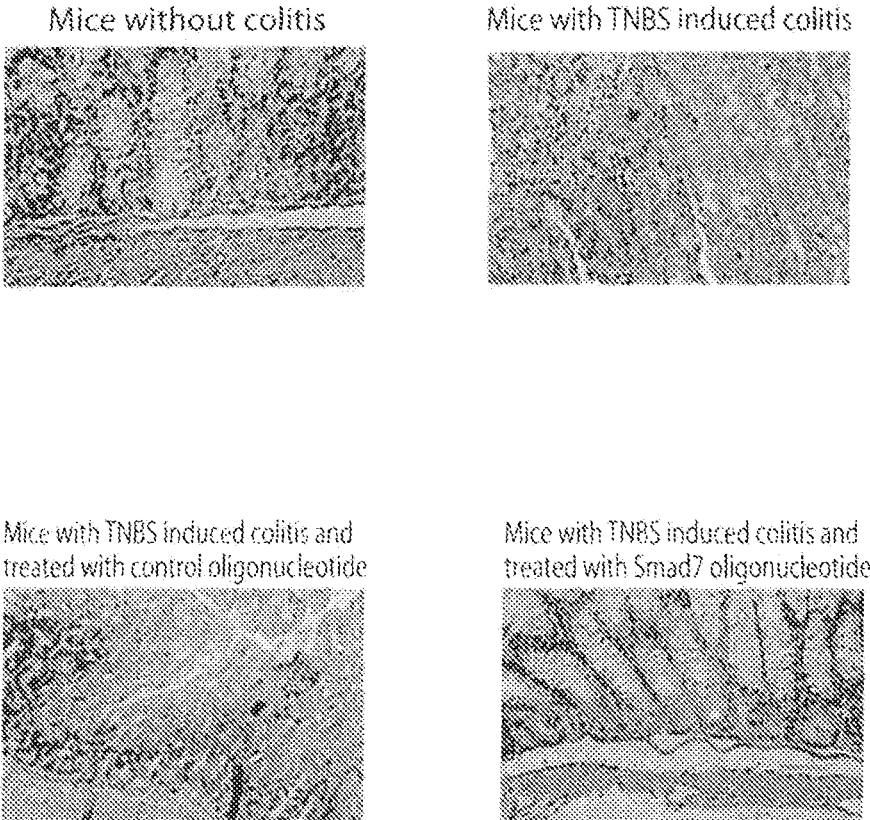 Mice without colitis
Mice with TNBS induced colitis
Mice with TNBS induced colitis and
treated with control oligonucleotide
Mice with TNBS induced colitis and
treated with Smad7 oligonucleotide